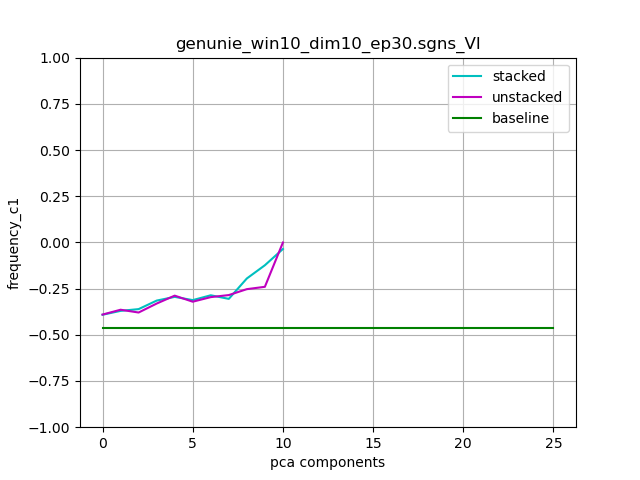 genunie_win10_dim10_ep30.sgns_VI
1.00
0.75
0.50
0.25
0.00
−0.25
−0.50
−0.75
−1.00
frequency_c1
stacked
unstacked
baseline
0 5 10 15 20 25
pca components